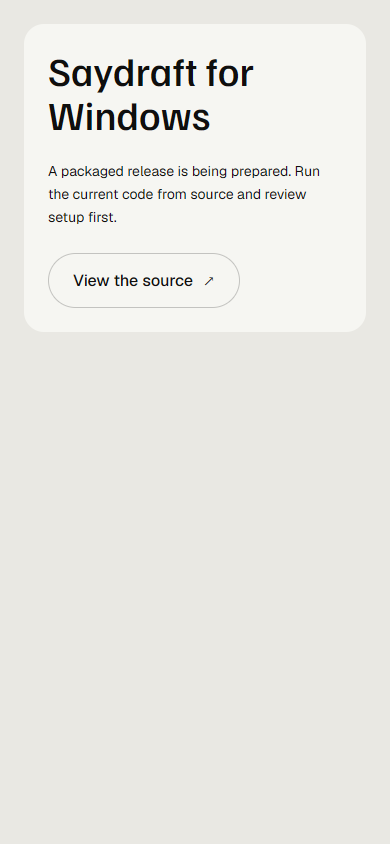 Saydraft for
Windows
A packaged release is being prepared. Run
the current code from source and review
setup first.
View the source ↗